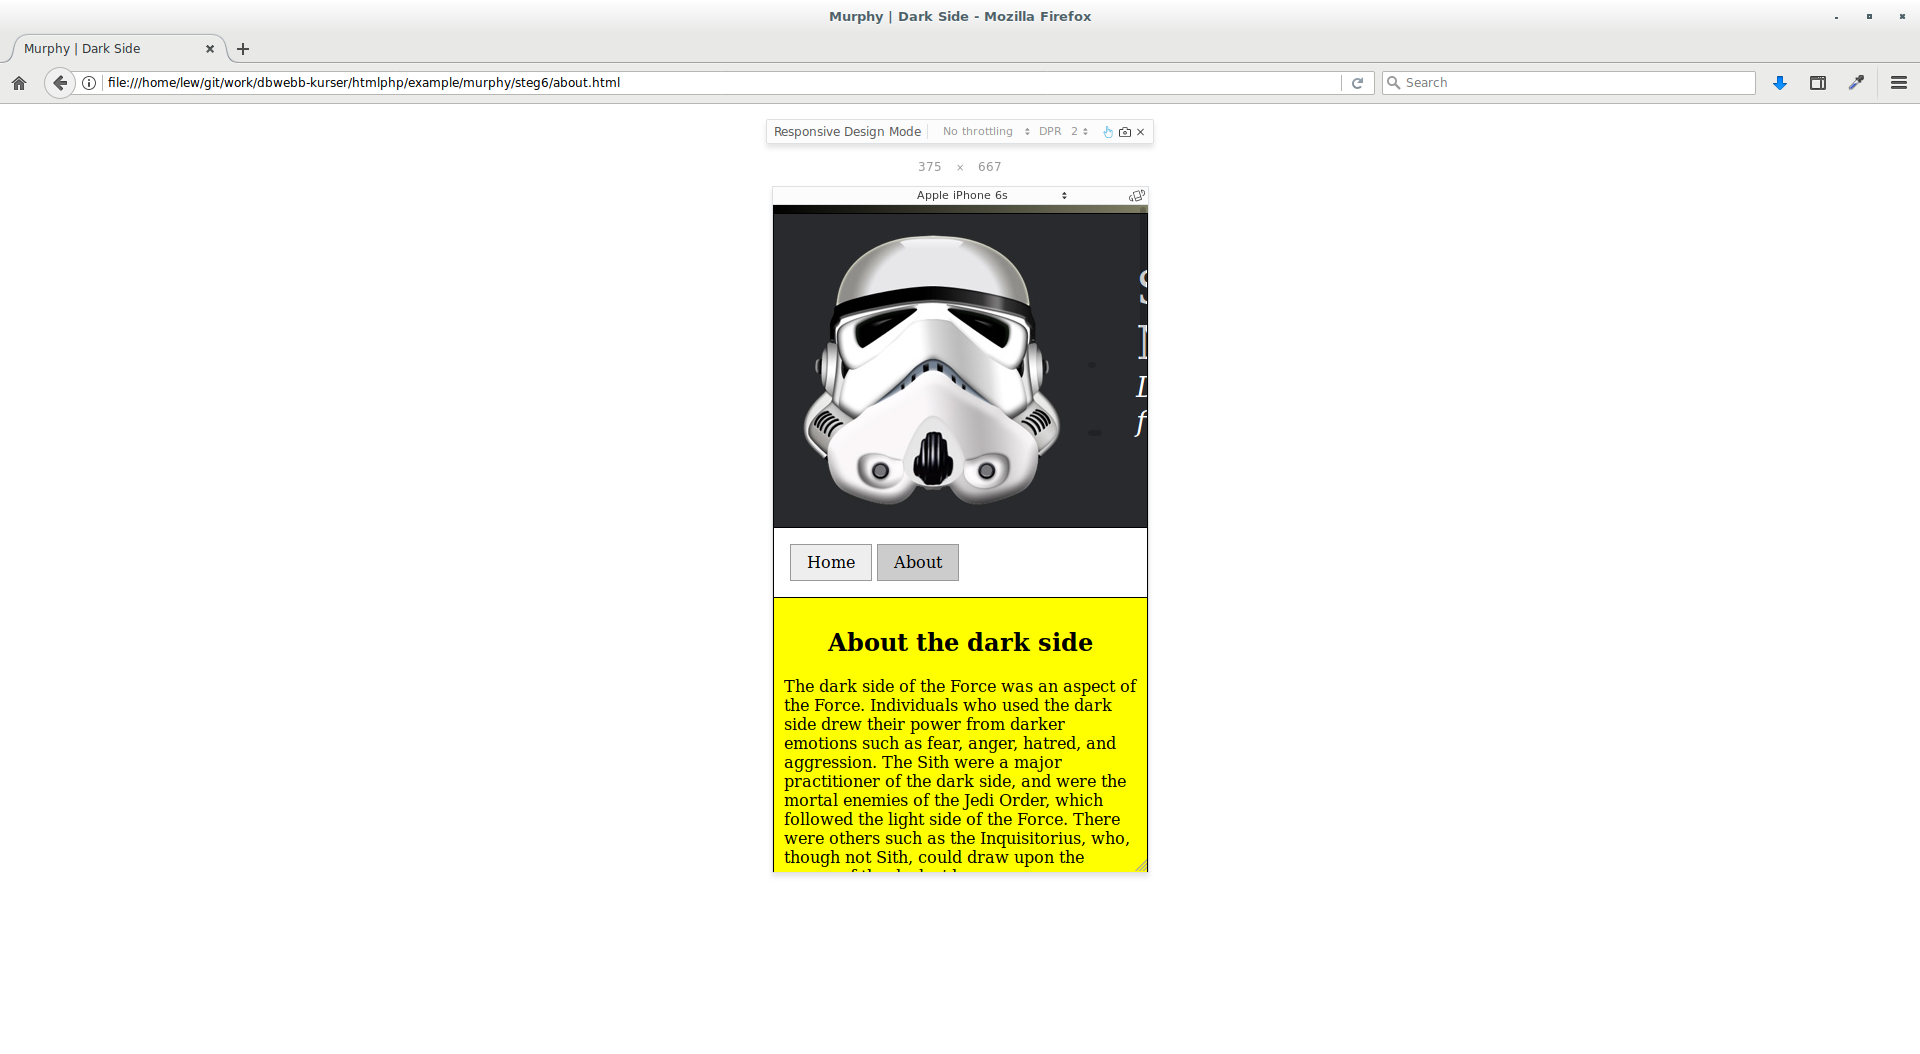 Murphy | Dark Side - Mozilla Firefox
Murphy | Dark Side
file:///home/lew/git/work/dbwebb-kurser/htmlphp/example/murphy/steg6/about.html
Search
Responsive Design Mode No throttling DPR 2
375 × 667
Apple iPhone 6s
Home About
About the dark side
The dark side of the Force was an aspect of
the Force. Individuals who used the dark
side drew their power from darker
emotions such as fear, anger, hatred, and
aggression. The Sith were a major
practitioner of the dark side, and were the
mortal enemies of the Jedi Order, which
followed the light side of the Force. There
were others such as the Inquisitorius, who,
though not Sith, could draw upon the